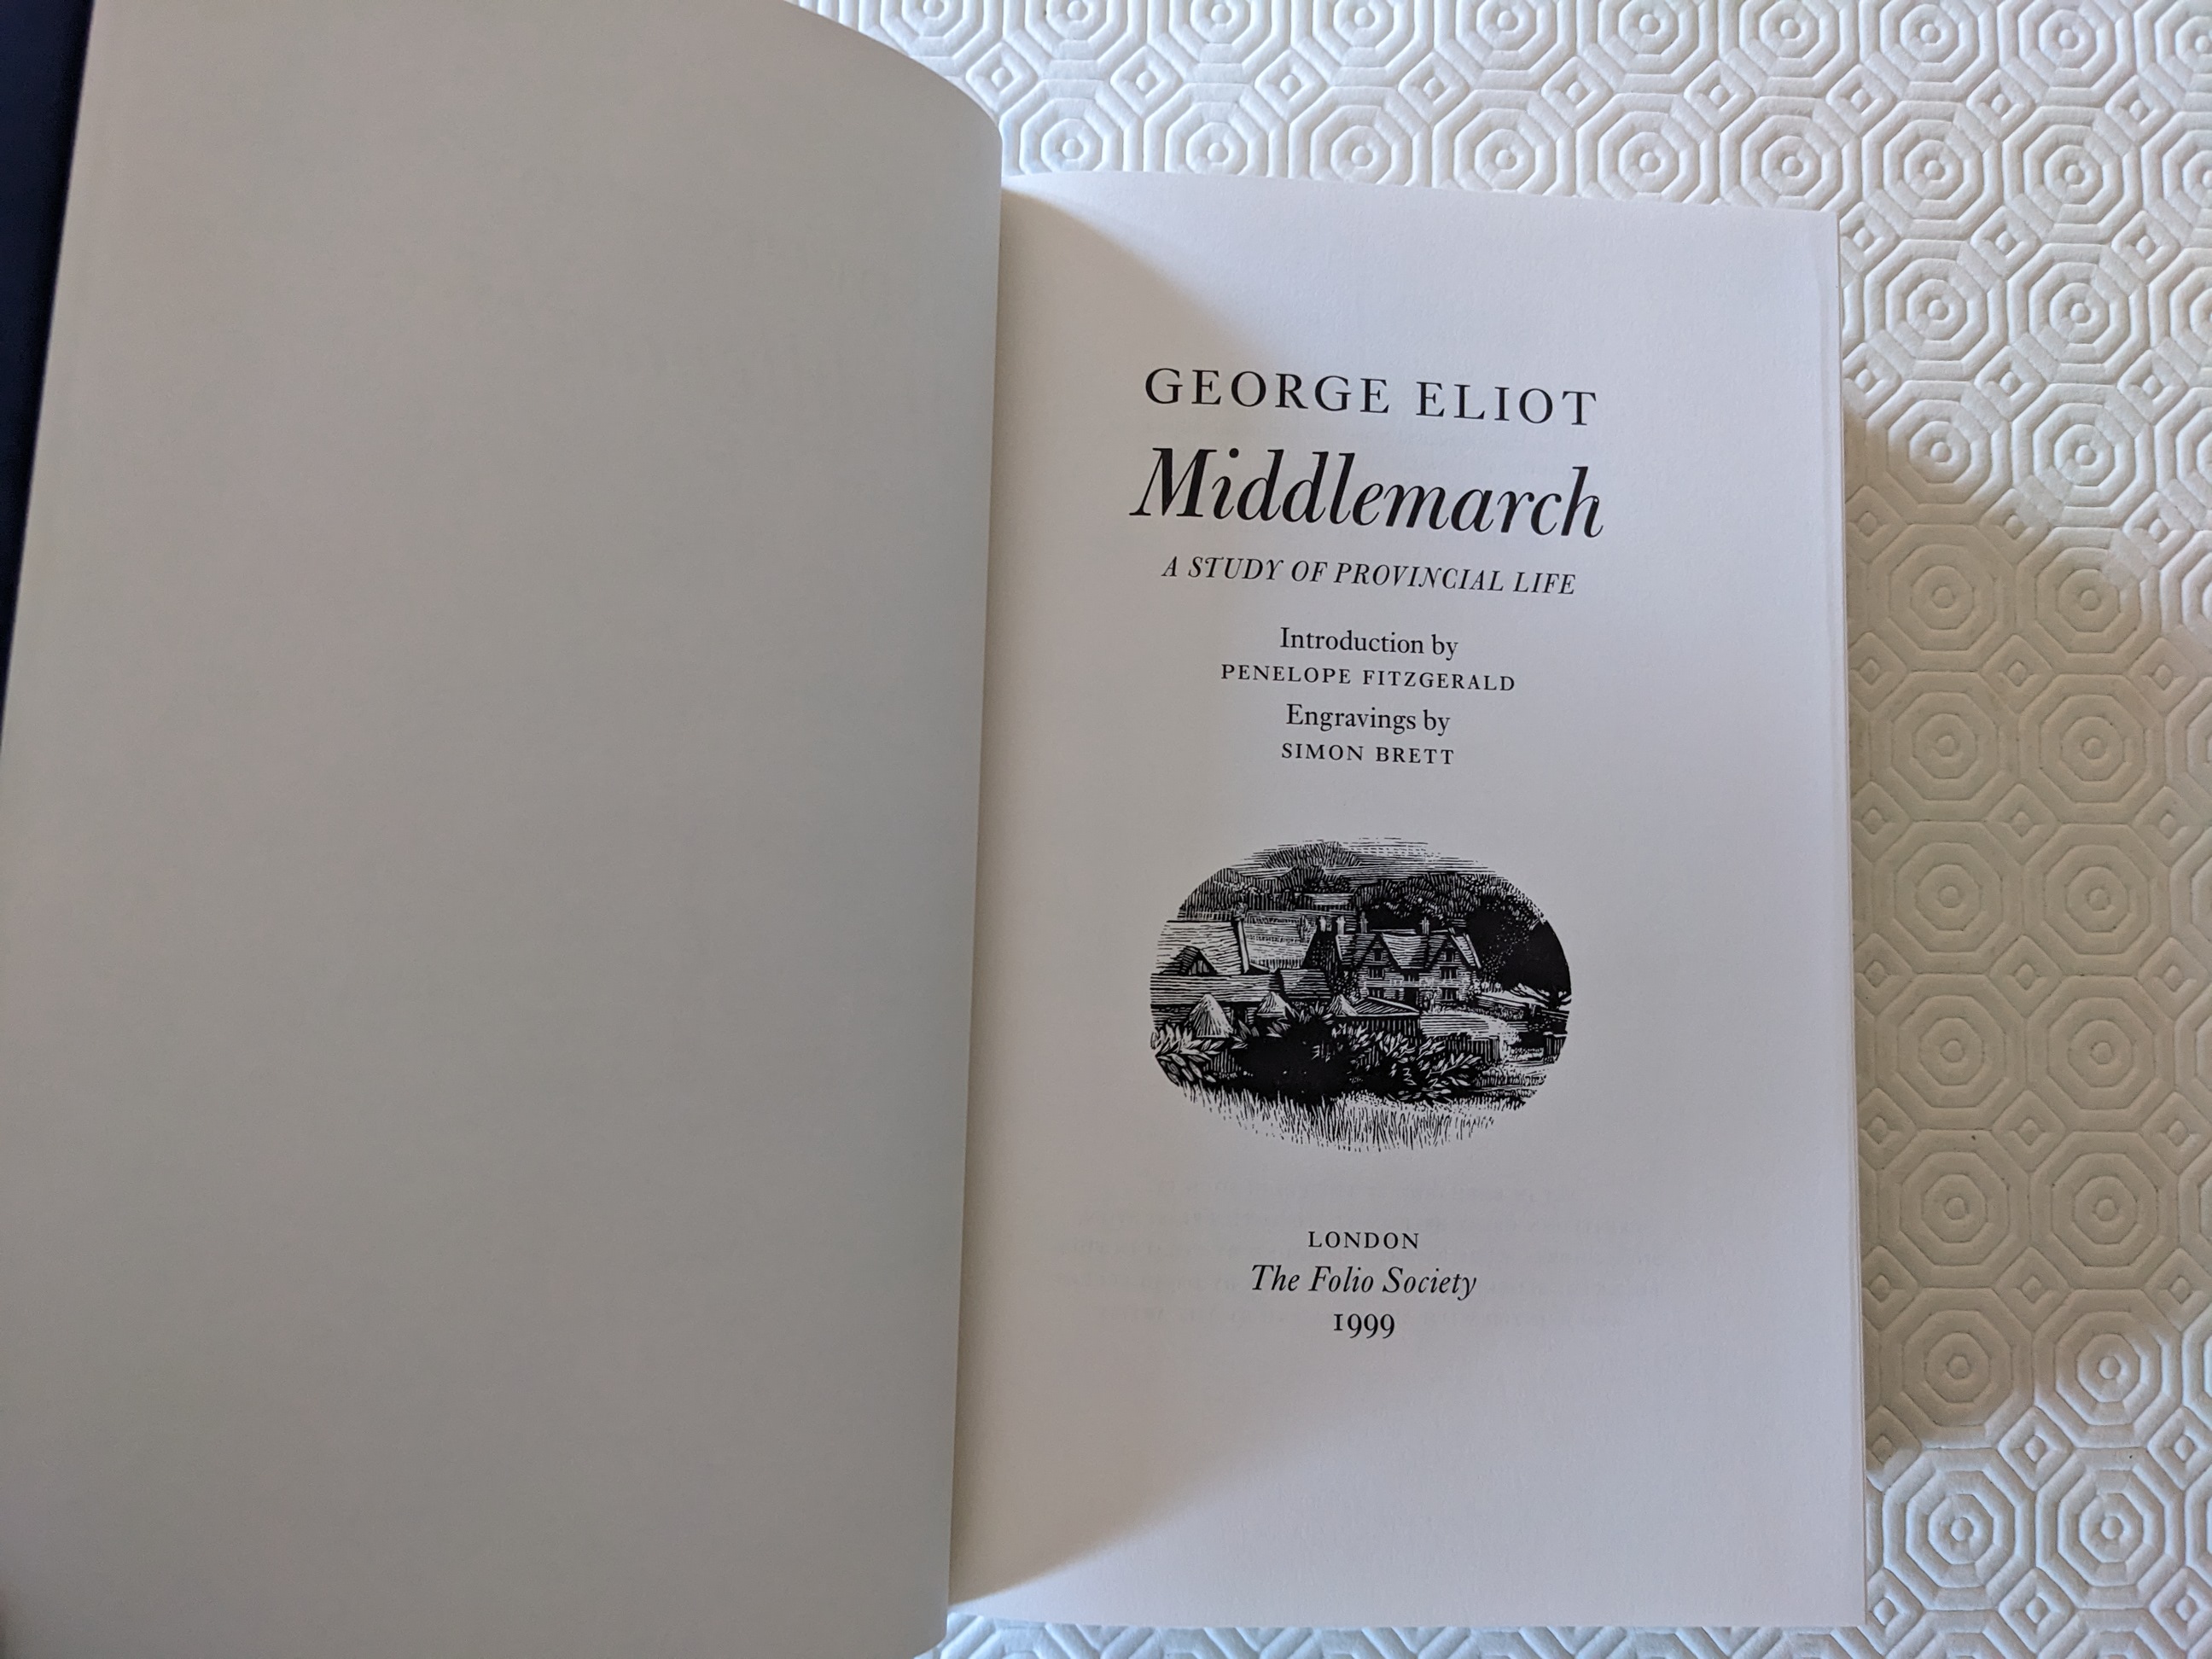 GEORGE ELIOT
Middlemarch
A STUDY OF PROVINCIAL LIFE
Introduction by
PENELOPE FITZGERALD
Engravings by
SIMON BRETT
LONDON
The Folio Society
1999